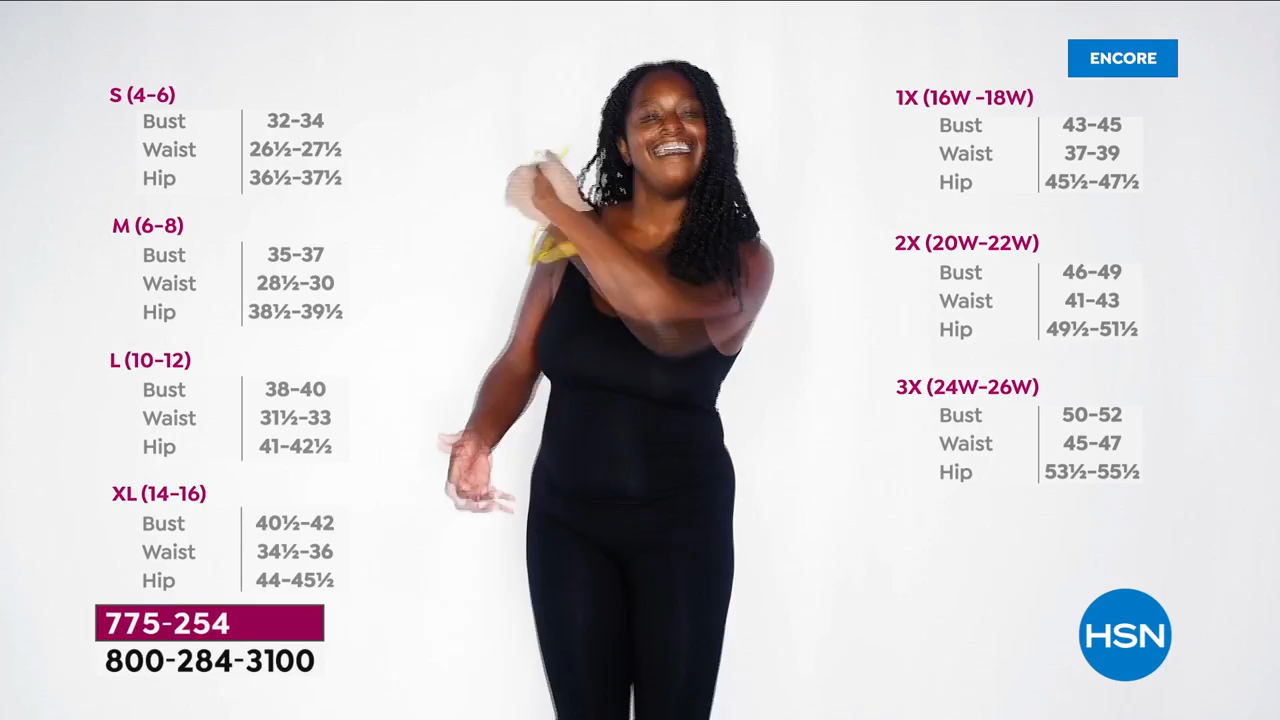 ENCORE
S (4-6)
Bust 32-34
Waist 26½-27½
Hip 36½-37½
M (6-8)
Bust 35-37
Waist 28½-30
Hip 38½-39½
L (10-12)
Bust 38-40
Waist 31½-33
Hip 41-42½
XL (14-16)
Bust 40½-42
Waist 34½-36
Hip 44-45½
775-254
800-284-3100
1X (16W -18W)
Bust 43-45
Waist 37-39
Hip 45½-47½
2X (20W-22W)
Bust 46-49
Waist 41-43
Hip 49½-51½
3X (24W-26W)
Bust 50-52
Waist 45-47
Hip 53½-55½
HSN